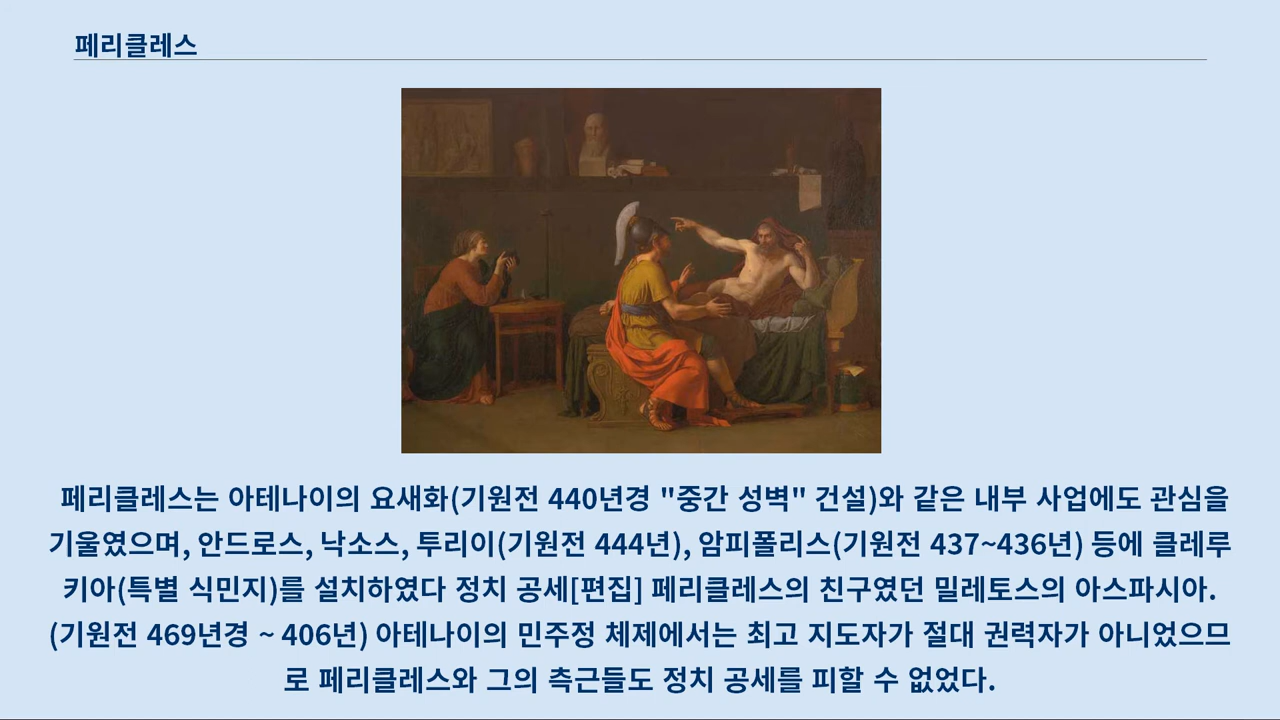 페리클레스
페리클레스는 아테나이의 요새화(기원전 440년경 "중간 성벽" 건설)와 같은 내부 사업에도 관심을
기울였으며, 안드로스, 낙소스, 투리이(기원전 444년), 암피폴리스(기원전 437~436년) 등에 클레루
키아(특별 식민지)를 설치하였다 정치 공세[편집] 페리클레스의 친구였던 밀레토스의 아스파시아.
(기원전 469년경 ~ 406년) 아테나이의 민주정 체제에서는 최고 지도자가 절대 권력자가 아니었으므
로 페리클레스와 그의 측근들도 정치 공세를 피할 수 없었다.